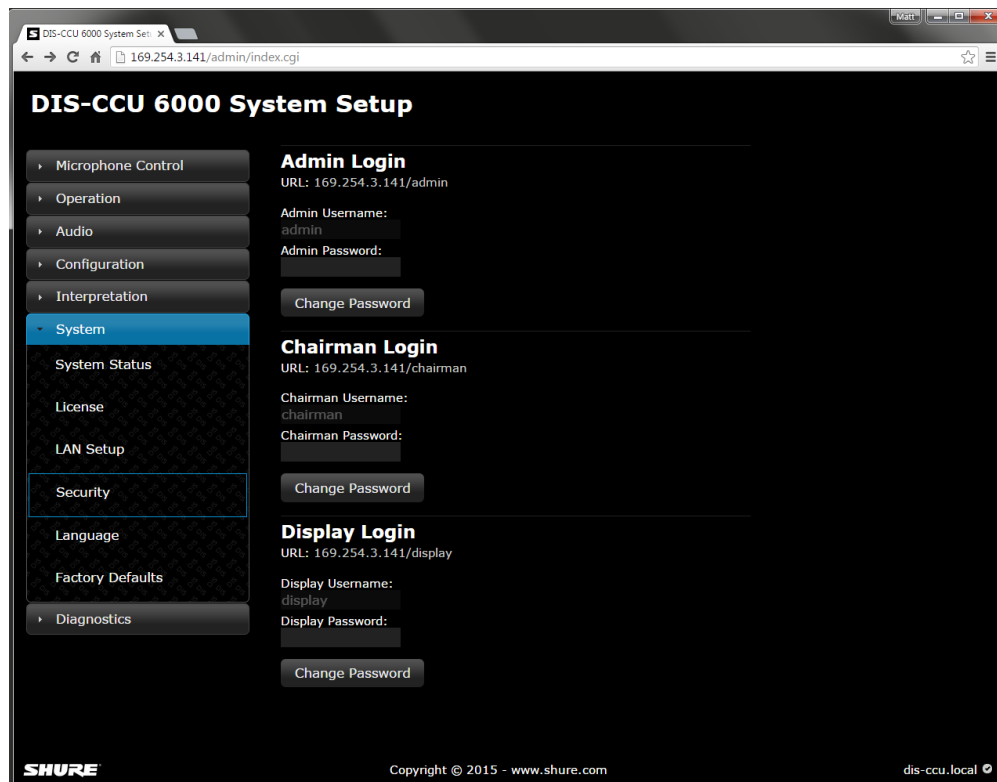 Matt
DIS-CCU 6000 System Set
169.254.3.141/admin/index.cgi
DIS-CCU 6000 System Setup
Microphone Control
Operation
Audio
Configuration
Interpretation
System
System Status
License
LAN Setup
Security
Language
Factory Defaults
Diagnostics
Admin Login
URL: 169.254.3.141/admin
Admin Username:
admin
Admin Password:
Change Password
Chairman Login
URL: 169.254.3.141/chairman
Chairman Username:
chairman
Chairman Password:
Change Password
Display Login
URL: 169.254.3.141/display
Display Username:
display
Display Password:
Change Password
SHURE
Copyright © 2015 - www.shure.com
dis-ccu.local